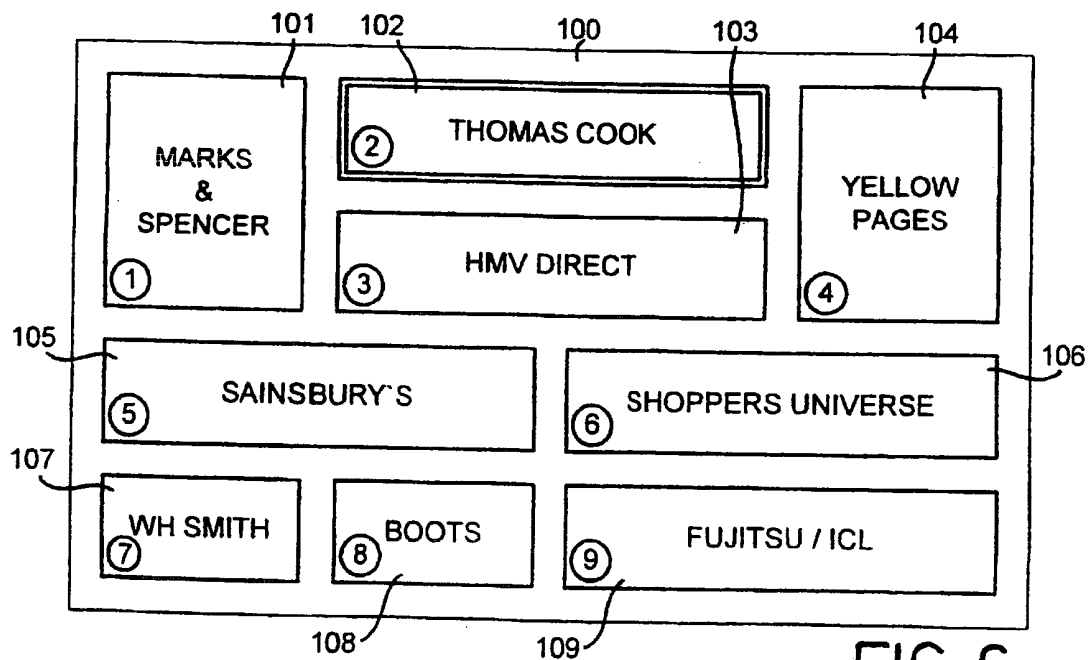 101
102
100
103
104
MARKS
&
SPENCER
1
THOMAS COOK
2
HMV DIRECT
3
YELLOW
PAGES
4
105
SAINSBURY`S
5
SHOPPERS UNIVERSE
6
106
107
WH SMITH
7
BOOTS
8
FUJITSU / ICL
9
108
109